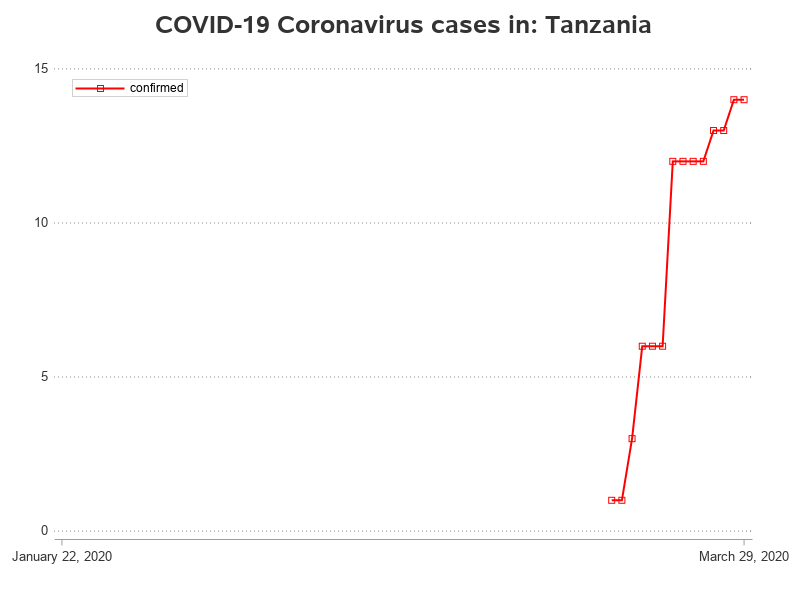 COVID-19 Coronavirus cases in: Tanzania
15
confirmed
10
5
0
January 22, 2020
March 29, 2020